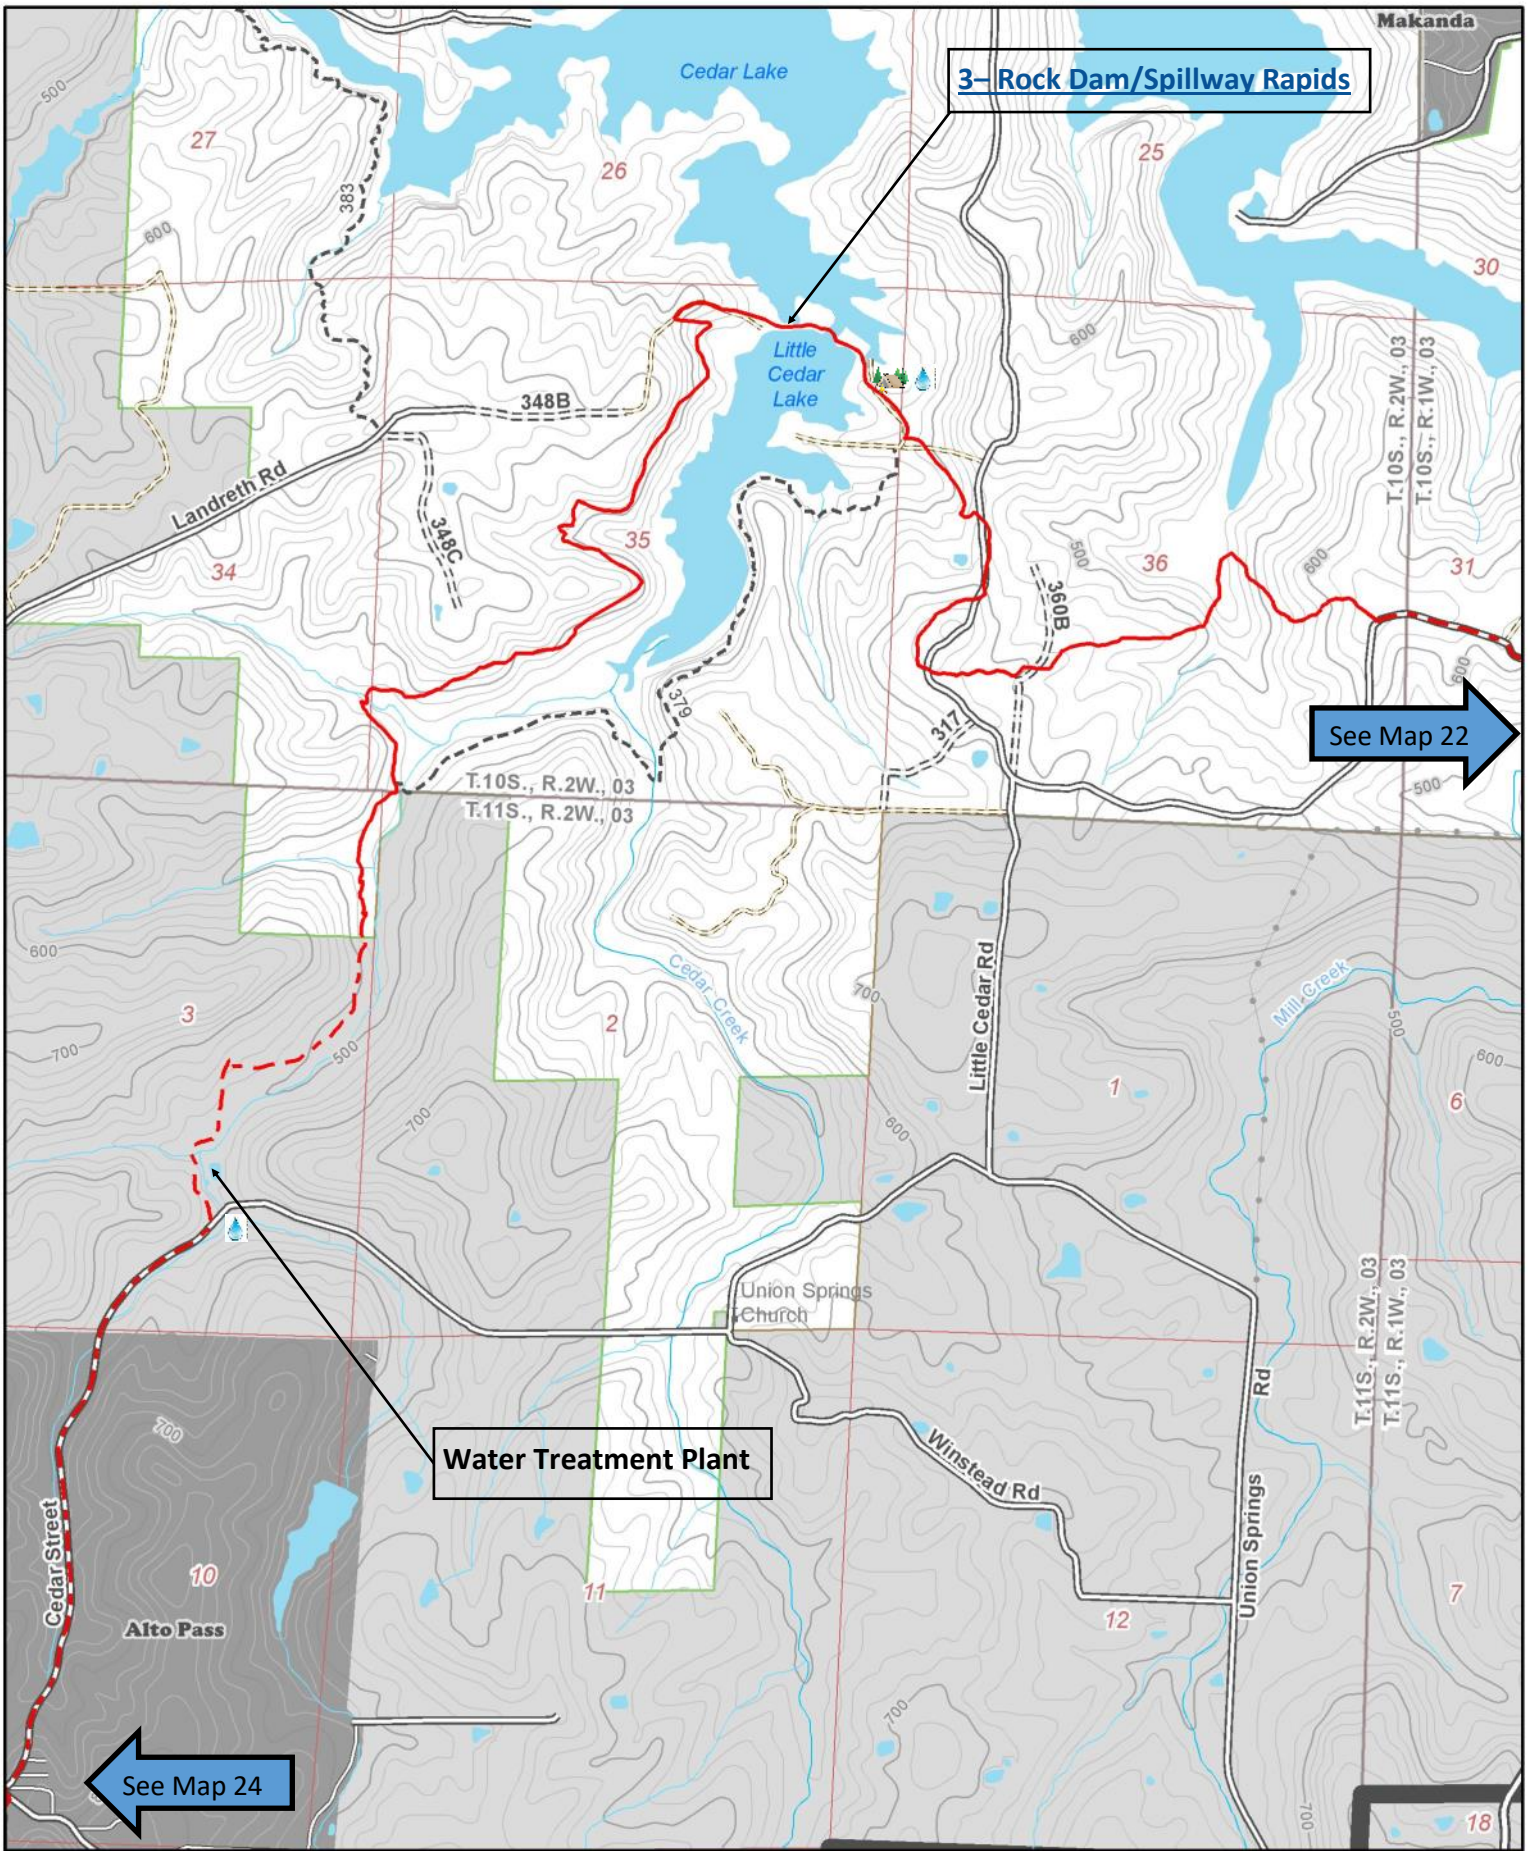 Makanda
Cedar Lake
3– Rock Dam/Spillway Rapids
500
27
26
25
383
600
30
600
Little
Cedar
Lake
T.10S., R.2W., 03
T.10S., R.1W., 03
348B
Landreth Rd
348C
35
34
500
36
600
31
360B
600
379
317
See Map 22
T.10S., R.2W., 03
T.11S., R.2W., 03
500
600
Cedar Creek
Little Cedar Rd
700
Mill Creek
3
2
500
700
500
600
1
6
700
600
Union Springs
Church
T.11S., R.2W., 03
T.11S., R.1W., 03
Rd
700
Water Treatment Plant
Winstead Rd
Cedar Street
Union Springs
10
11
12
7
Alto Pass
700
See Map 24
700
18